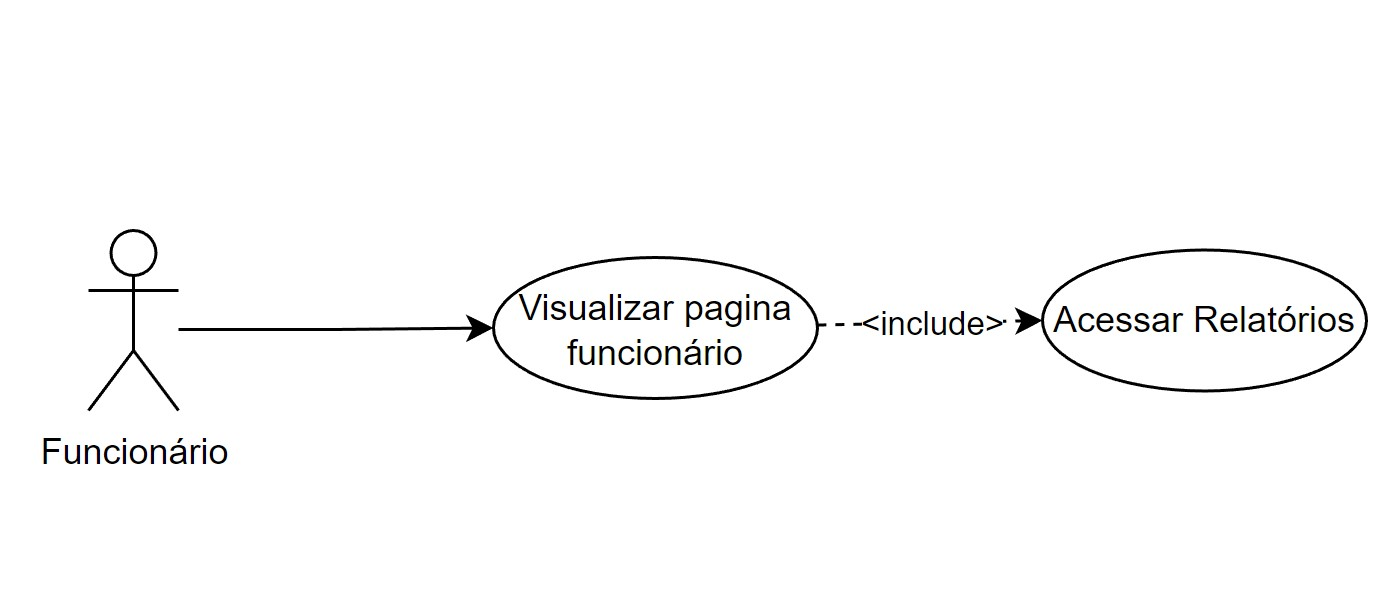 Visualizar pagina
funcionário
<include>
Acessar Relatórios
Funcionário